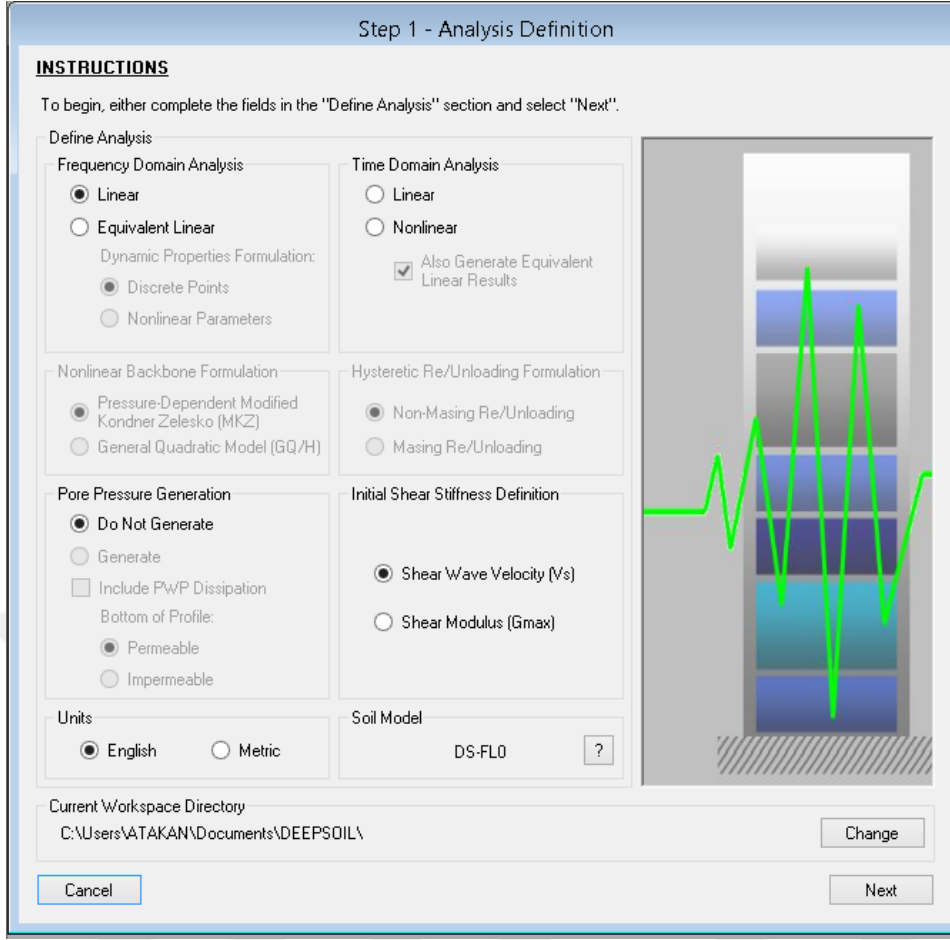 Step 1 - Analysis Definition
INSTRUCTIONS
To begin, either complete the fields in the "Define Analysis" section and select "Next".
Define Analysis
Frequency Domain Analysis
Linear
Equivalent Linear
Dynamic Properties Formulation:
Discrete Points
Nonlinear Parameters
Time Domain Analysis
Linear
Nonlinear
Also Generate Equivalent
Linear Results
Nonlinear Backbone Formulation
Pressure-Dependent Modified
Kondner Zelesko (MKZ)
General Quadratic Model (GQ/H)
Hysteretic Re/Unloading Formulation
Non-Masing Re/Unloading
Masing Re/Unloading
Pore Pressure Generation
Do Not Generate
Generate
Include PWP Dissipation
Bottom of Profile:
Permeable
Impermeable
Initial Shear Stiffness Definition
Shear Wave Velocity (Vs)
Shear Modulus (Gmax)
Units
English
Metric
Soil Model
DS-FL0
?
Current Workspace Directory
C:\Users\ATAKAN\Documents\DEEPSOIL\
Change
Cancel
Next